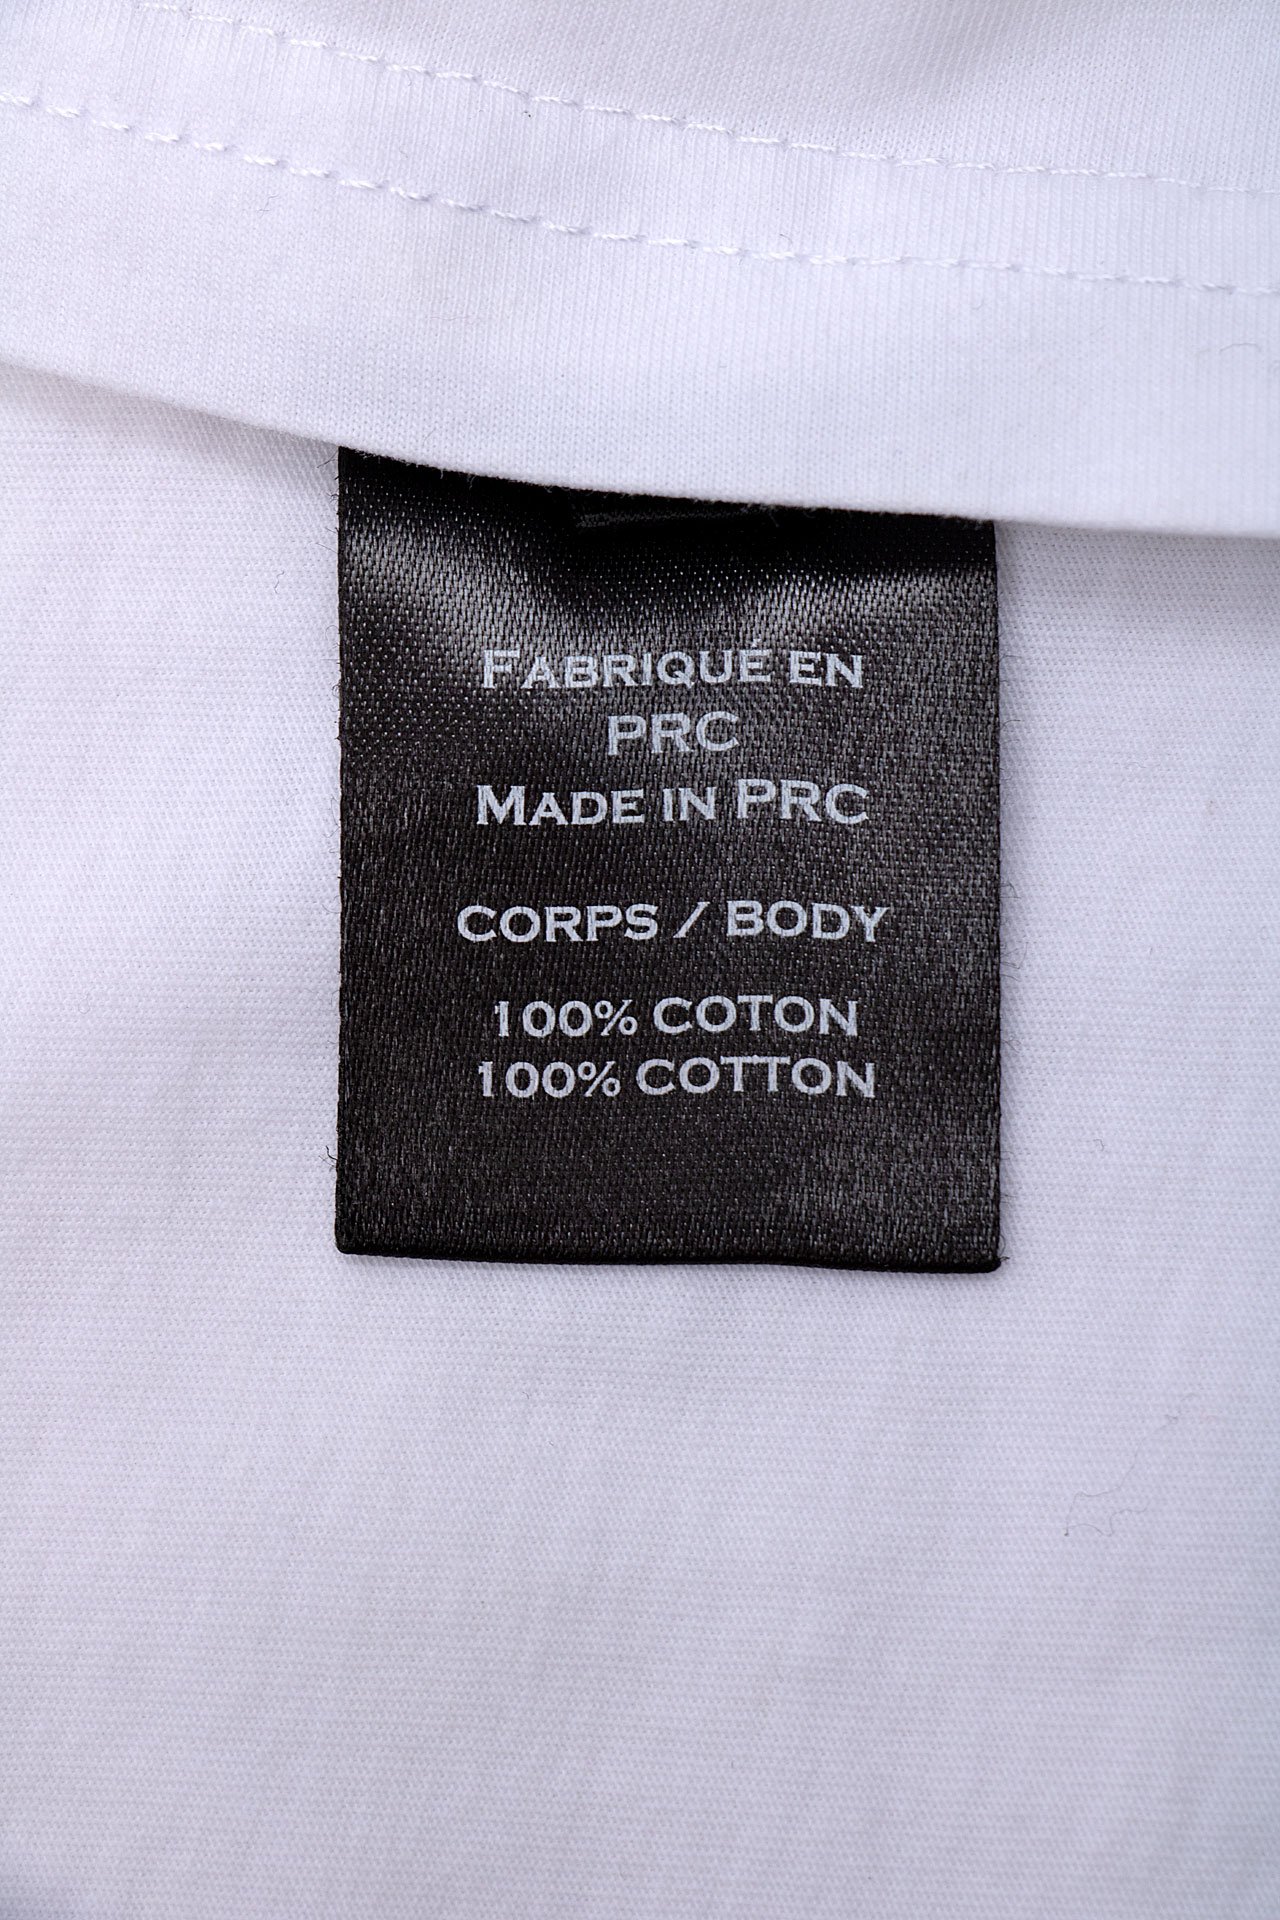 FABRIQUÉ EN
PRC
MADE IN PRC
CORPS / BODY
100% COTON
100% COTTON